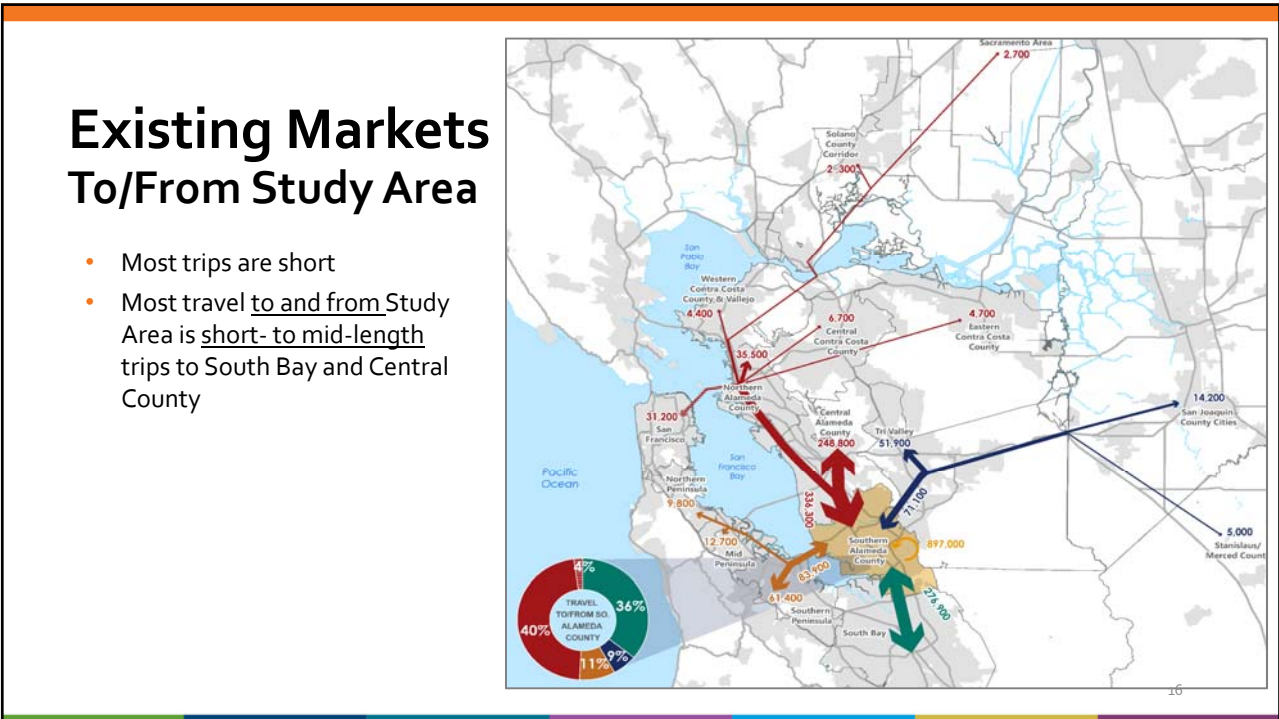 Existing Markets
To/From Study Area
• Most trips are short
• Most travel to and from Study
Area is short- to mid-length
trips to South Bay and Central
County
Sacramento Area
2,700
Solano
County
Corridor
2,300
San
Pablo
Bay
Western
Contra Costa
County & Vallejo
4,400
6,700
Central
Contra Costa
County
4,700
Eastern
Contra Costa
County
35,500
Northern
Alameda
County
31,200
San
Francisco
Central
Alameda
County
248,800
Tri Valley
51,900
14,200
San Joaquin
County Cities
Pacific
Ocean
San
Francisco
Bay
Northern
Peninsula
9,800
336,300
71,100
12,700
Mid
Peninsula
83,900
61,400
Southern
Peninsula
Southern
Alameda
County
897,000
5,000
Stanislaus/
Merced Count
276,900
South Bay
4%
36%
40%
11%
9%
TRAVEL
TO/FROM SO.
ALAMEDA
COUNTY
16